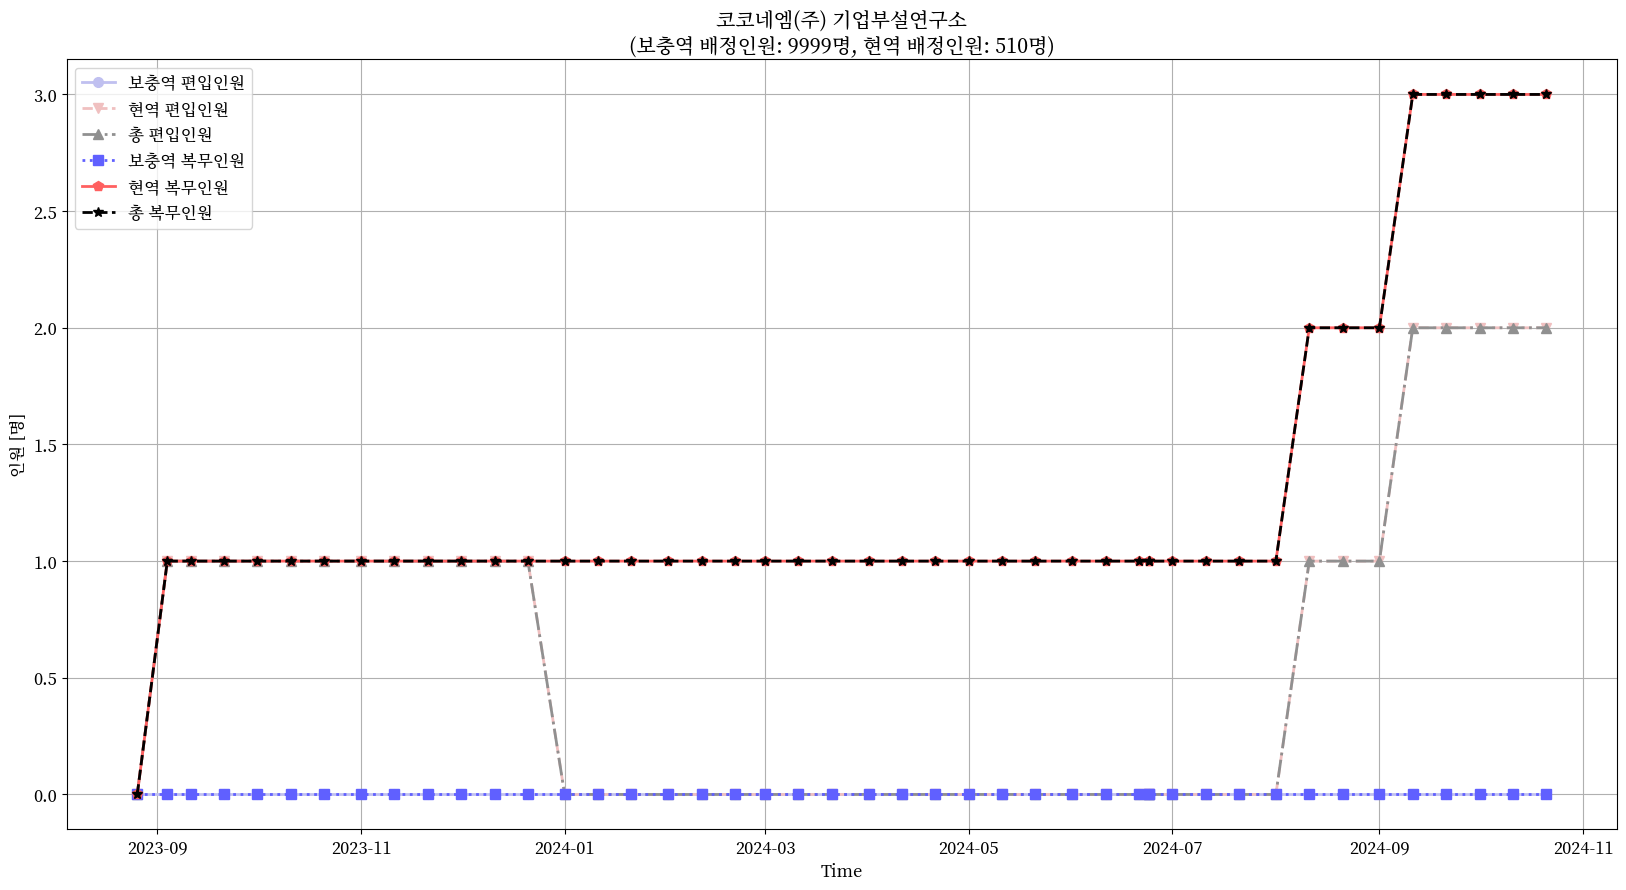 코코네엠(주) 기업부설연구소
(보충역 배정인원: 9999명, 현역 배정인원: 510명)
보충역 편입인원
현역 편입인원
총 편입인원
보충역 복무인원
현역 복무인원
총 복무인원
인원 [명]
3.0
2.5
2.0
1.5
1.0
0.5
0.0
2023-09
2023-11
2024-01
2024-03
2024-05
2024-07
2024-09
2024-11
Time